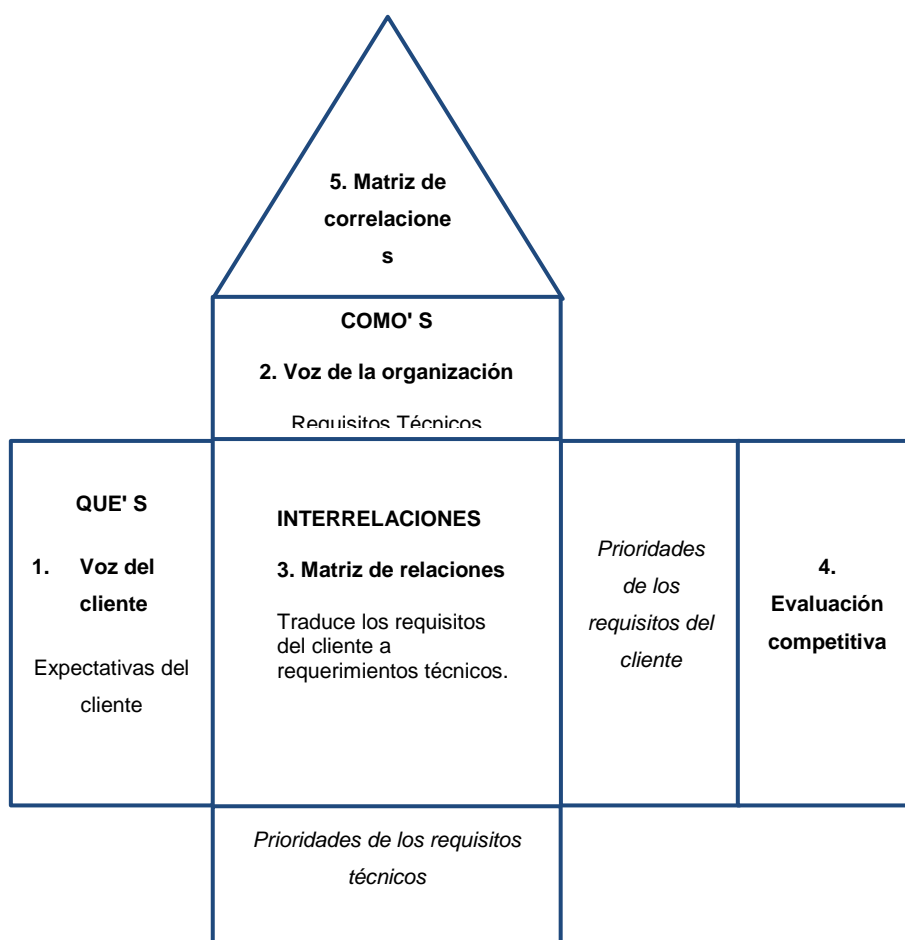 5. Matriz de
correlacione
s
COMO' S
2. Voz de la organización
Requisitos Técnicos
QUE' S
1. Voz del
cliente
Expectativas del
cliente
INTERRELACIONES
3. Matriz de relaciones
Traduce los requisitos
del cliente a
requerimientos técnicos.
Prioridades
de los
requisitos del
cliente
4.
Evaluación
competitiva
Prioridades de los requisitos
técnicos